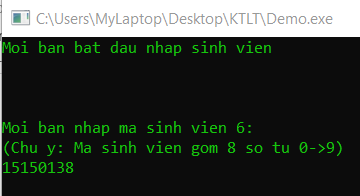 C:\Users\MyLaptop\Desktop\KTLT\Demo.exe
Moi ban bat dau nhap sinh vien
Moi ban nhap ma sinh vien 6:
(Chu y: Ma sinh vien gom 8 so tu 0->9)
15150138